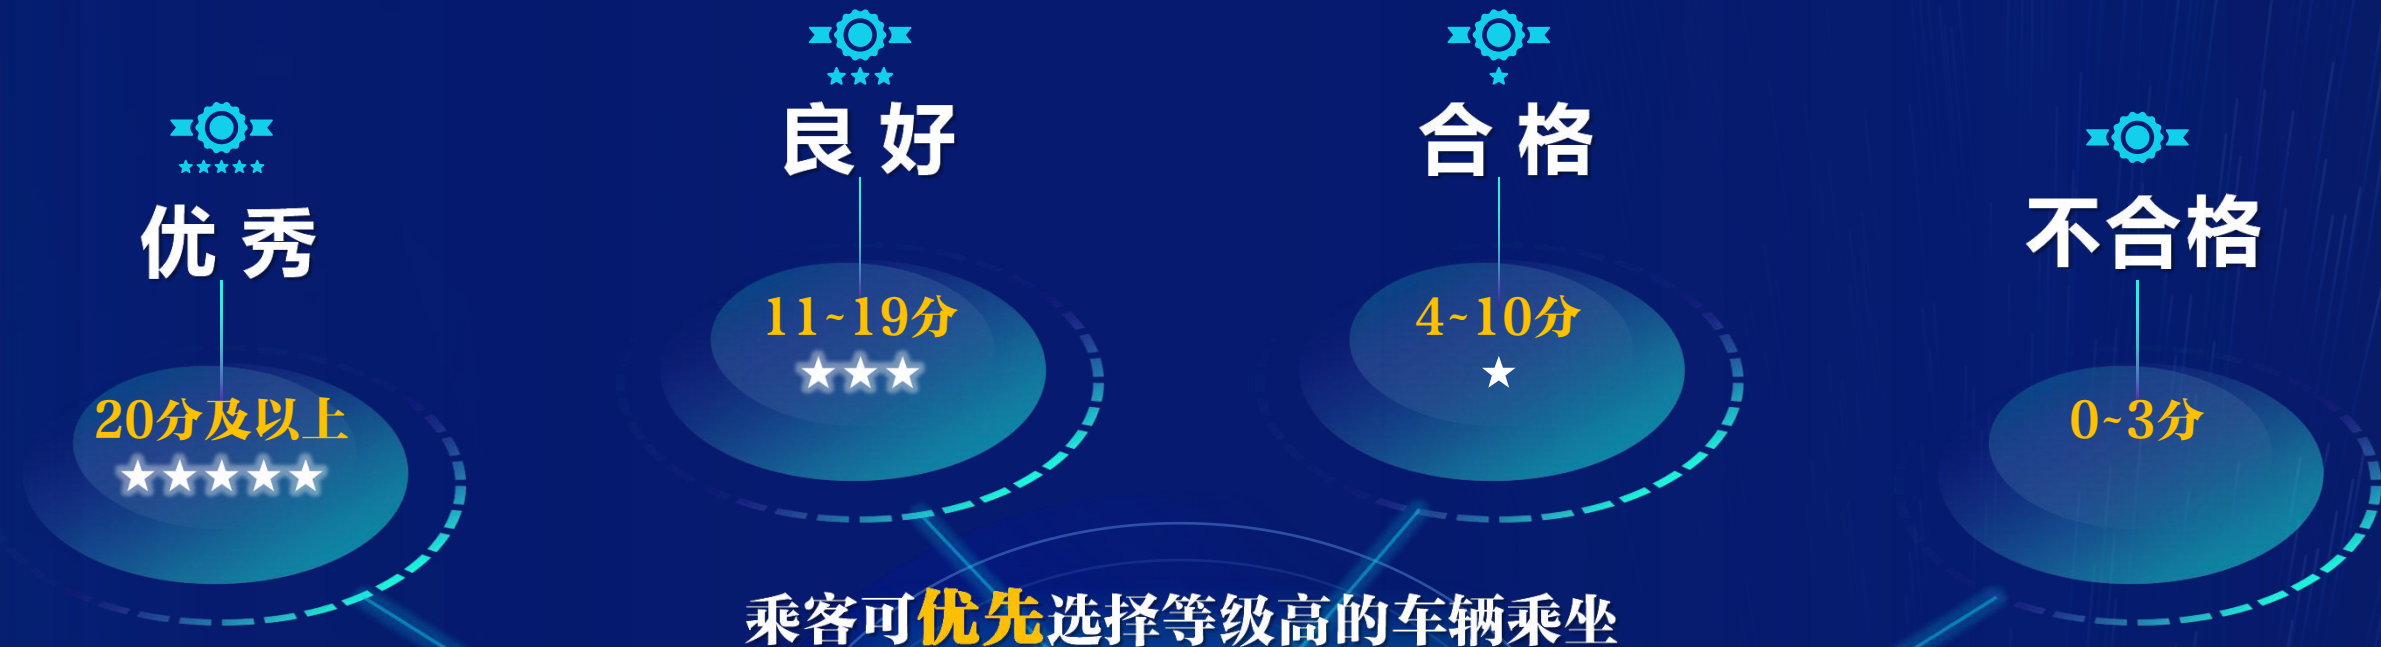 优秀
20分及以上
良好
11~19分
合格
4~10分
不合格
0~3分
乘客可优先选择等级高的车辆乘坐